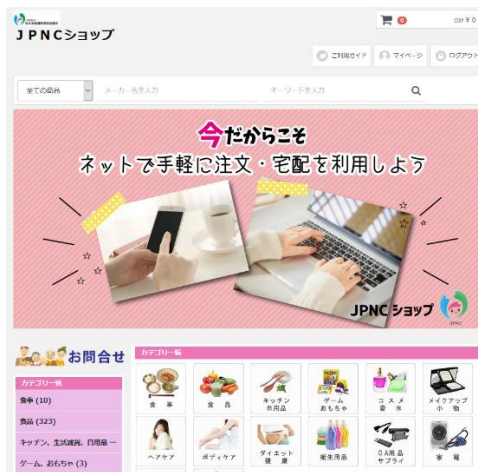 JPNCショップ
0
合計 ¥ 0
ご利用ガイド
マイページ
ログアウト
全ての商品
メーカー名を入力
キーワードを入力
今だからこそ
ネットで手軽に注文・宅配を利用しよう
JPNCショップ
JPNC
お問合せ
カテゴリ一覧
カテゴリ一覧
食事 (10)
食品 (323)
キッチン、生活雑貨、日用品
ゲーム、おもちゃ (3)
食 事
食 品
キッチン
日用品
ゲーム
おもちゃ
コ ス メ
香 水
メイクアップ
小 物
ヘアケア
ボディケア
ダイエット
健 康
衛生用品
OA用 品
サプライ
家 電